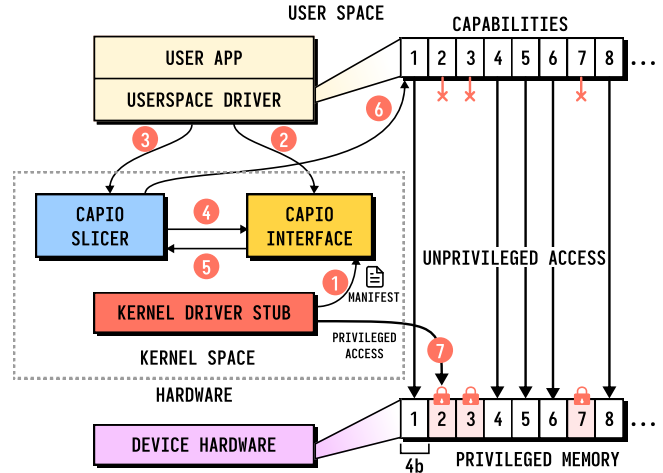 USER SPACE
CAPABILITIES
USER APP
USERSPACE DRIVER
1 2 3 4 5 6 7 8 ...
6
3
2
CAPIO
SLICER
4
5
CAPIO
INTERFACE
UNPRIVILEGED ACCESS
1
MANIFEST
KERNEL DRIVER STUB
PRIVILEGED
ACCESS
7
KERNEL SPACE
HARDWARE
DEVICE HARDWARE
1 2 3 4 5 6 7 8 ...
4b
PRIVILEGED MEMORY